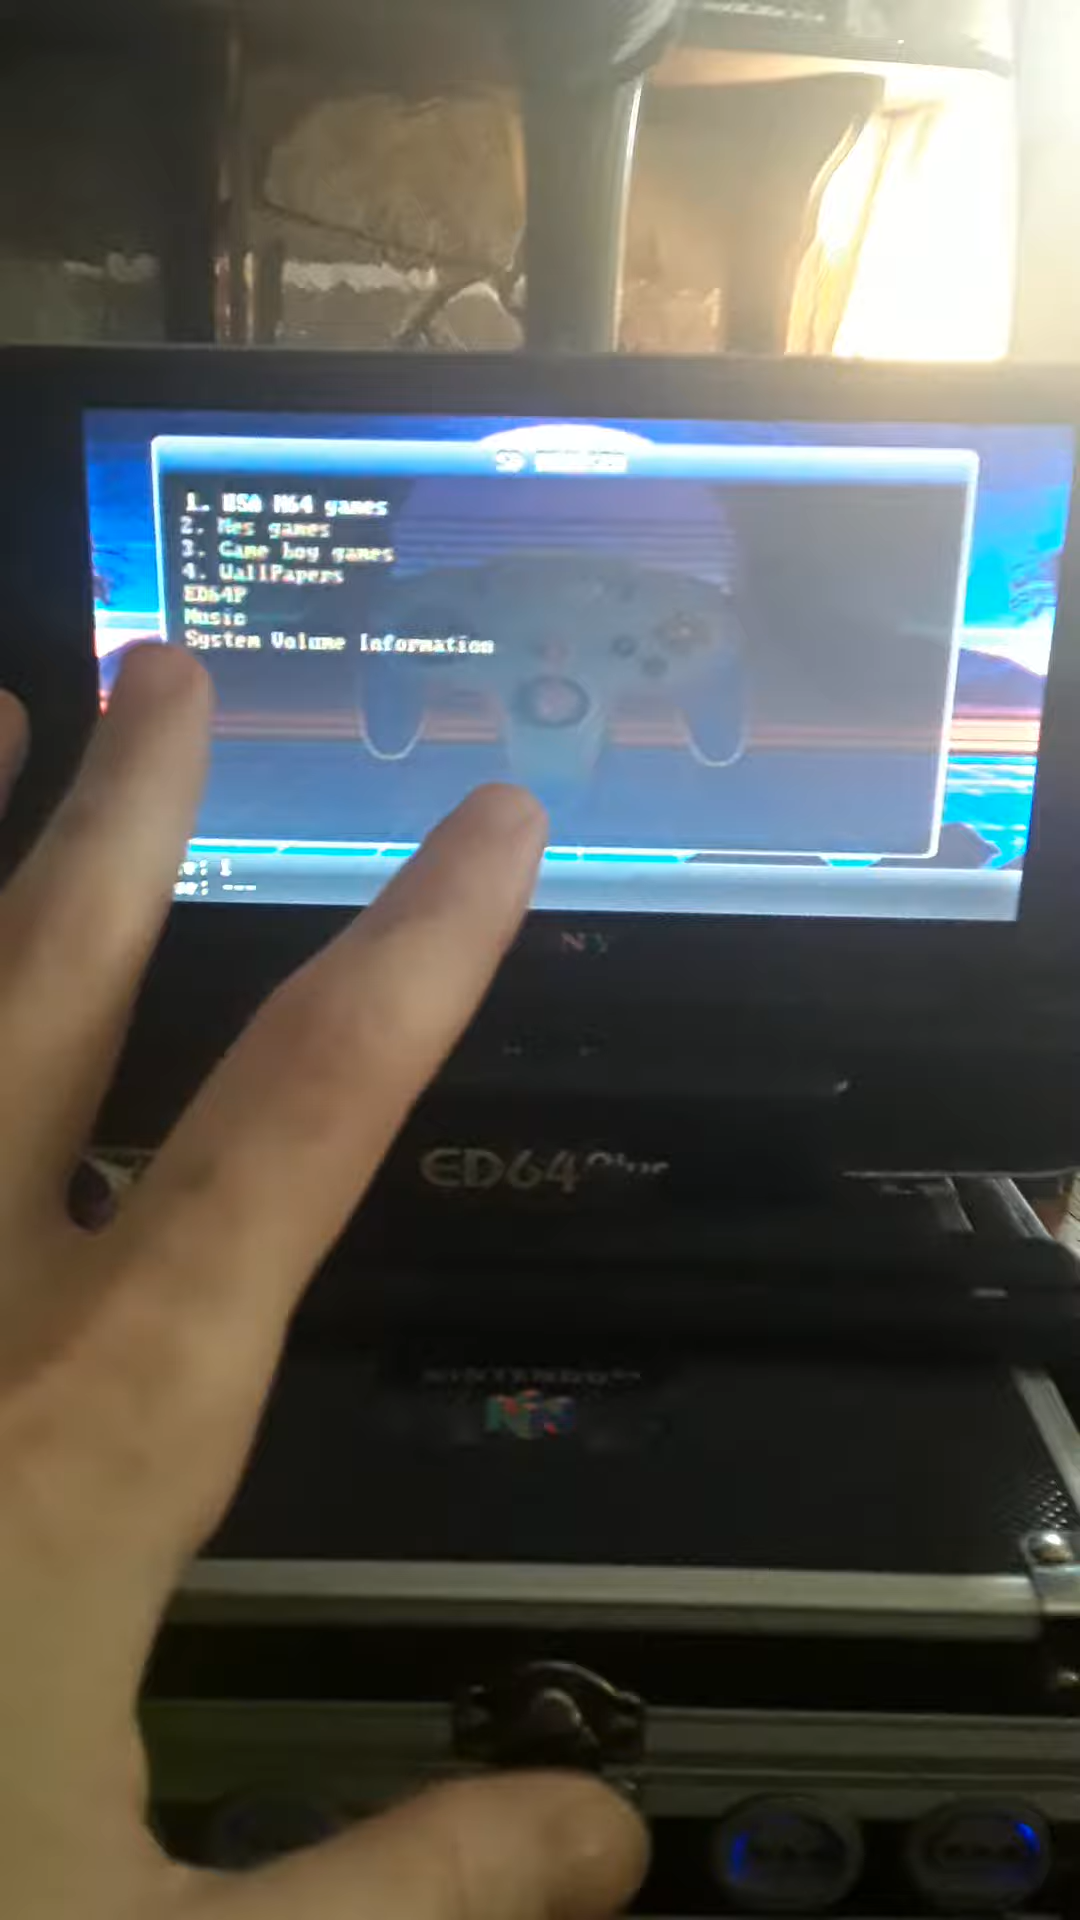 1. USA N64 games
2. Nes games
3. Game boy games
4. WallPapers
ED64P
Music
System Volume Information
ED64 Plus